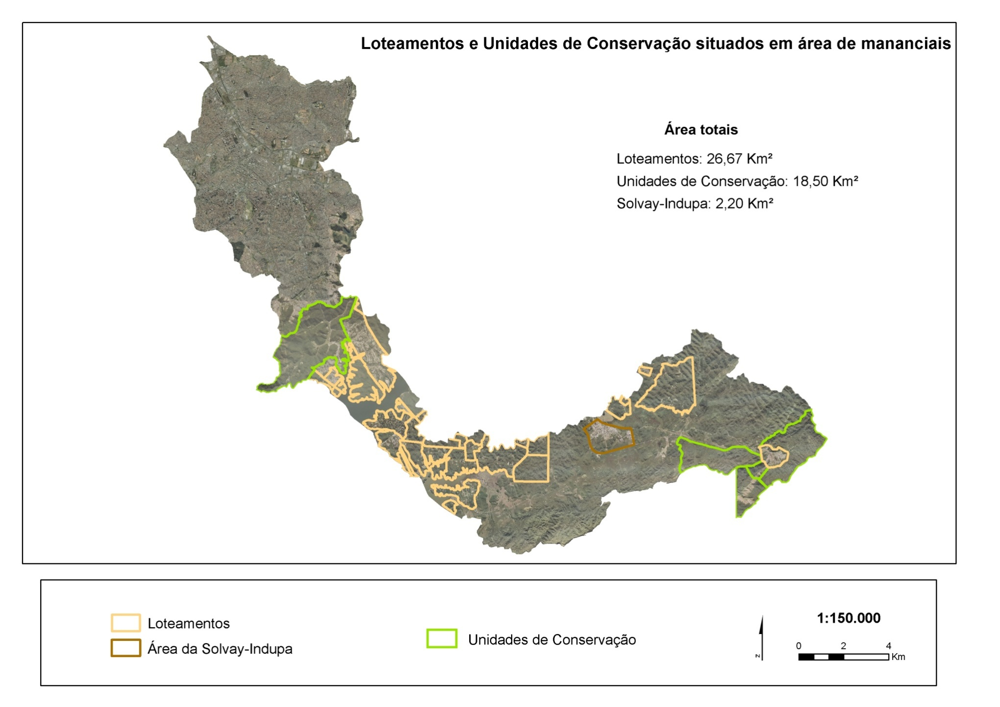 Loteamentos e Unidades de Conservação situados em área de mananciais
Área totais
Loteamentos: 26,67 Km²
Unidades de Conservação: 18,50 Km²
Solvay-Indupa: 2,20 Km²
Loteamentos
Área da Solvay-Indupa
Unidades de Conservação
N
1:150.000
0 2 4
Km